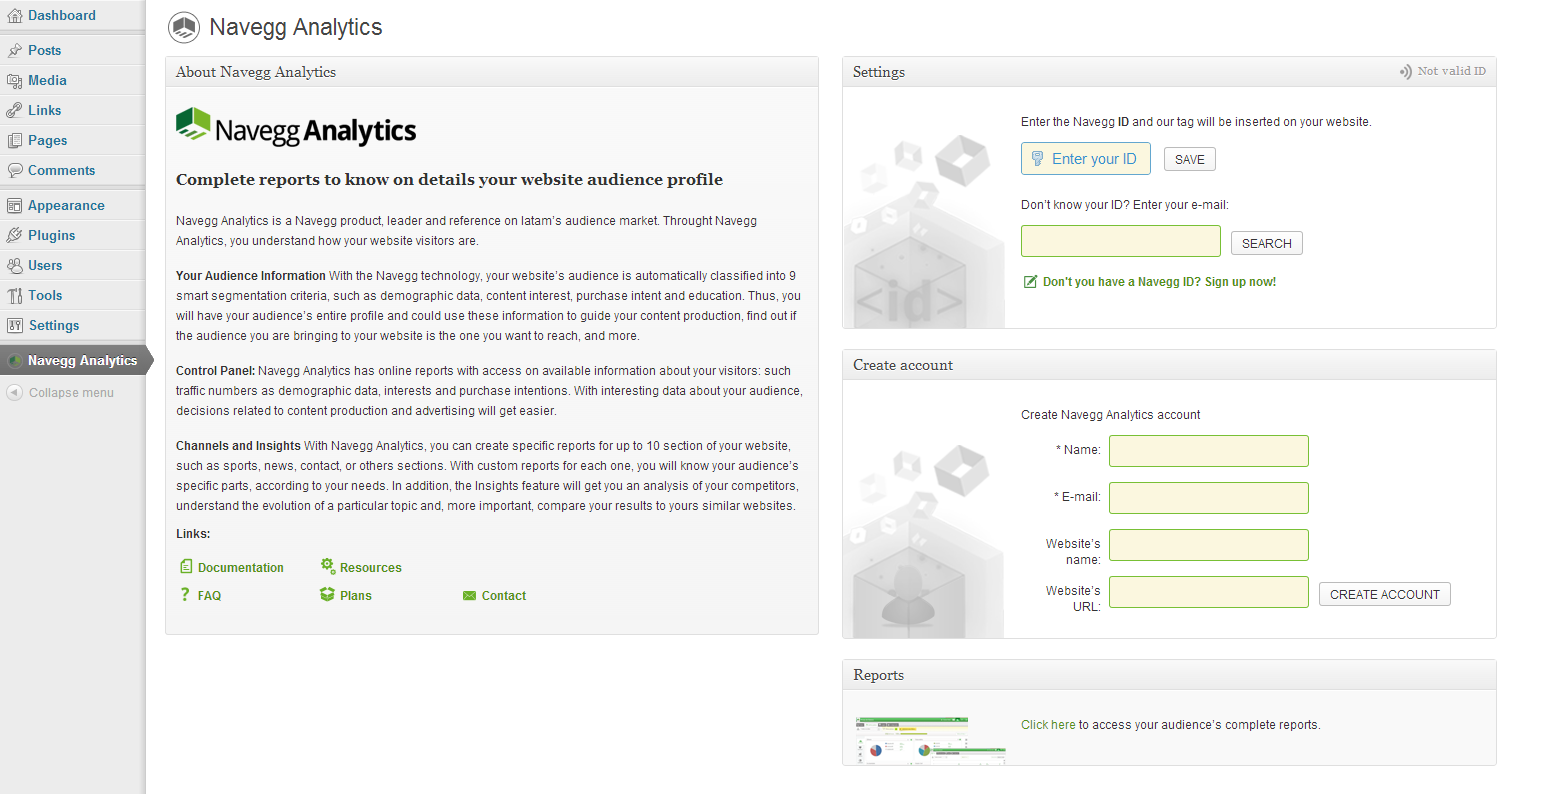 Dashboard
Posts
Media
Links
Pages
Comments
Appearance
Plugins
Users
Tools
Settings
Navegg Analytics
Collapse menu
Navegg Analytics
About Navegg Analytics
Navegg Analytics
Complete reports to know on details your website audience profile
Navegg Analytics is a Navegg product, leader and reference on latam's audience market. Throught Navegg
Analytics, you understand how your website visitors are.
Your Audience Information With the Navegg technology, your website's audience is automatically classified into 9
smart segmentation criteria, such as demographic data, content interest, purchase intent and education. Thus, you
will have your audience's entire profile and could use these information to guide your content production, find out if
the audience you are bringing to your website is the one you want to reach, and more.
Control Panel: Navegg Analytics has online reports with access on available information about your visitors: such
traffic numbers as demographic data, interests and purchase intentions. With interesting data about your audience,
decisions related to content production and advertising will get easier.
Channels and Insights With Navegg Analytics, you can create specific reports for up to 10 section of your website,
such as sports, news, contact, or others sections. With custom reports for each one, you will know your audience's
specific parts, according to your needs. In addition, the Insights feature will get you an analysis of your competitors,
understand the evolution of a particular topic and, more important, compare your results to yours similar websites.
Links:
Documentation Resources
FAQ Plans Contact
Settings Not valid ID
Enter the Navegg ID and our tag will be inserted on your website.
Enter your ID SAVE
Don't know your ID? Enter your e-mail:
SEARCH
Don't you have a Navegg ID? Sign up now!
<id>
Create account
Create Navegg Analytics account
* Name:
* E-mail:
Website's
name:
Website's
URL:
CREATE ACCOUNT
Reports
Click here to access your audience's complete reports.